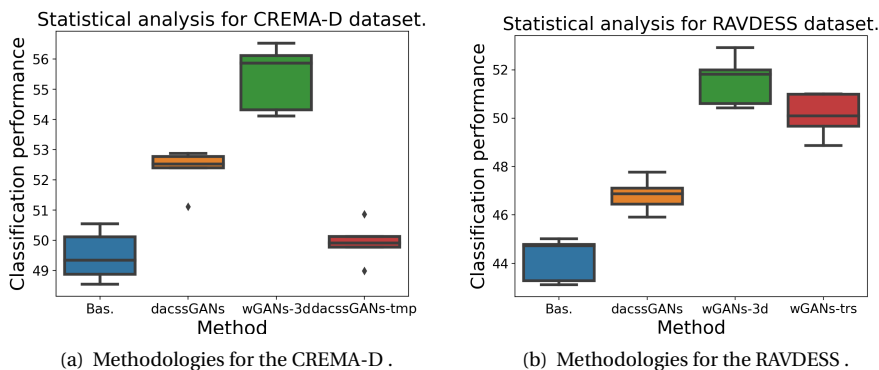 Statistical analysis for CREMA-D dataset.
Classification performance
56
55
54
53
52
51
50
49
Bas. dacssGANs wGANs-3d dacssGANs-tmp
Method
(a) Methodologies for the CREMA-D .
Statistical analysis for RAVDESS dataset.
Classification performance
52
50
48
46
44
Bas. dacssGANs wGANs-3d wGANs-trs
Method
(b) Methodologies for the RAVDESS .